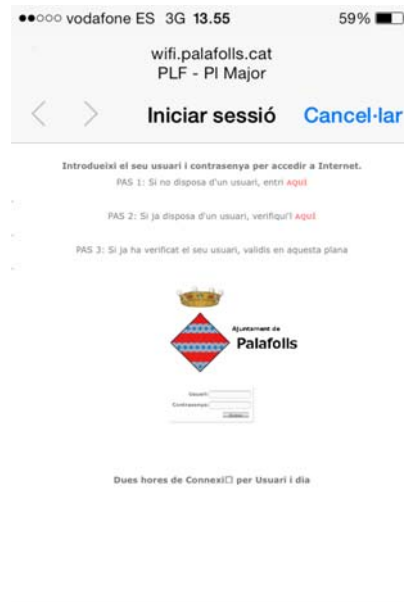 vodafone ES 3G 13.55 59%
wifi.palafolls.cat
PLF - Pl Major
Iniciar sessió Cancel·lar
Introdueixi el seu usuari i contrasenya per accedir a Internet.
PAS 1: Si no disposa d'un usuari, entri AQUÍ
PAS 2: Si ja disposa d'un usuari, verifiqui'l AQUÍ
PAS 3: Si ja ha verificat el seu usuari, validis en aquesta plana
Ajuntament de
Palafolls
Usuari:
Contrasenya:
Dues hores de Connexi□ per Usuari i dia